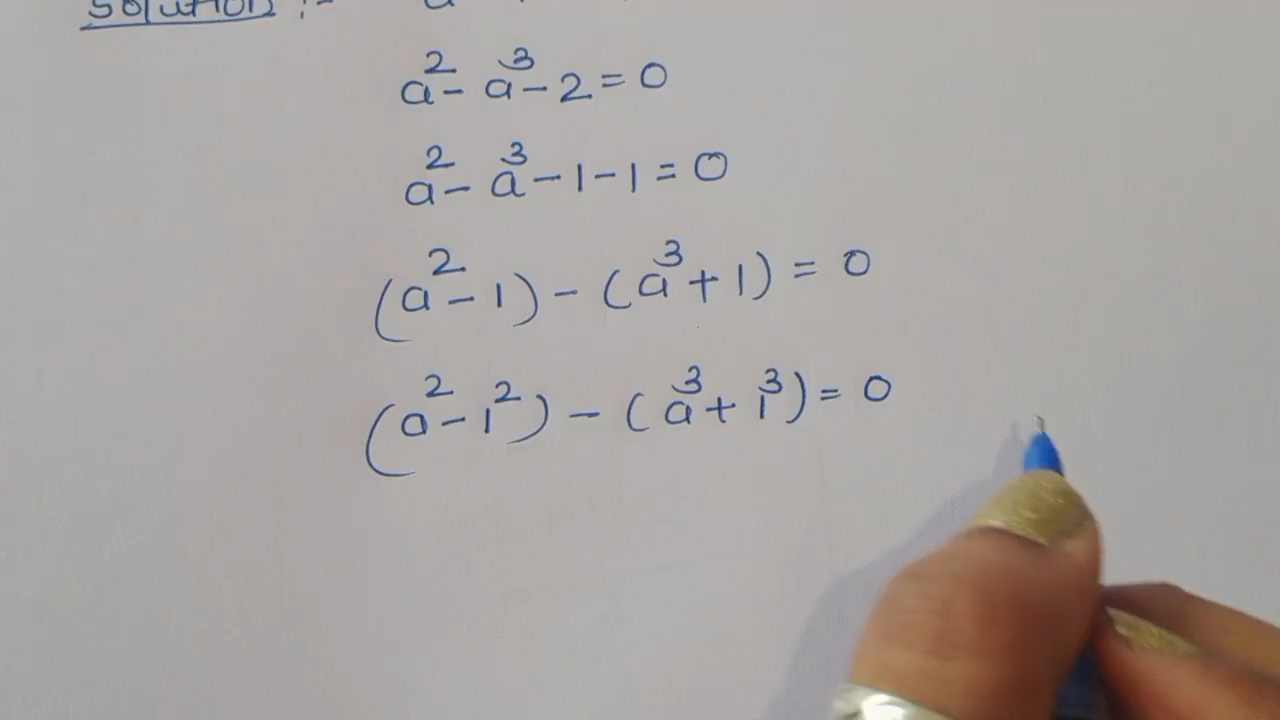 Solution :-
a² - a³ - 2 = 0
a² - a³ - 1 - 1 = 0
(a² - 1) - (a³ + 1) = 0
(a² - 1²) - (a³ + 1³) = 0